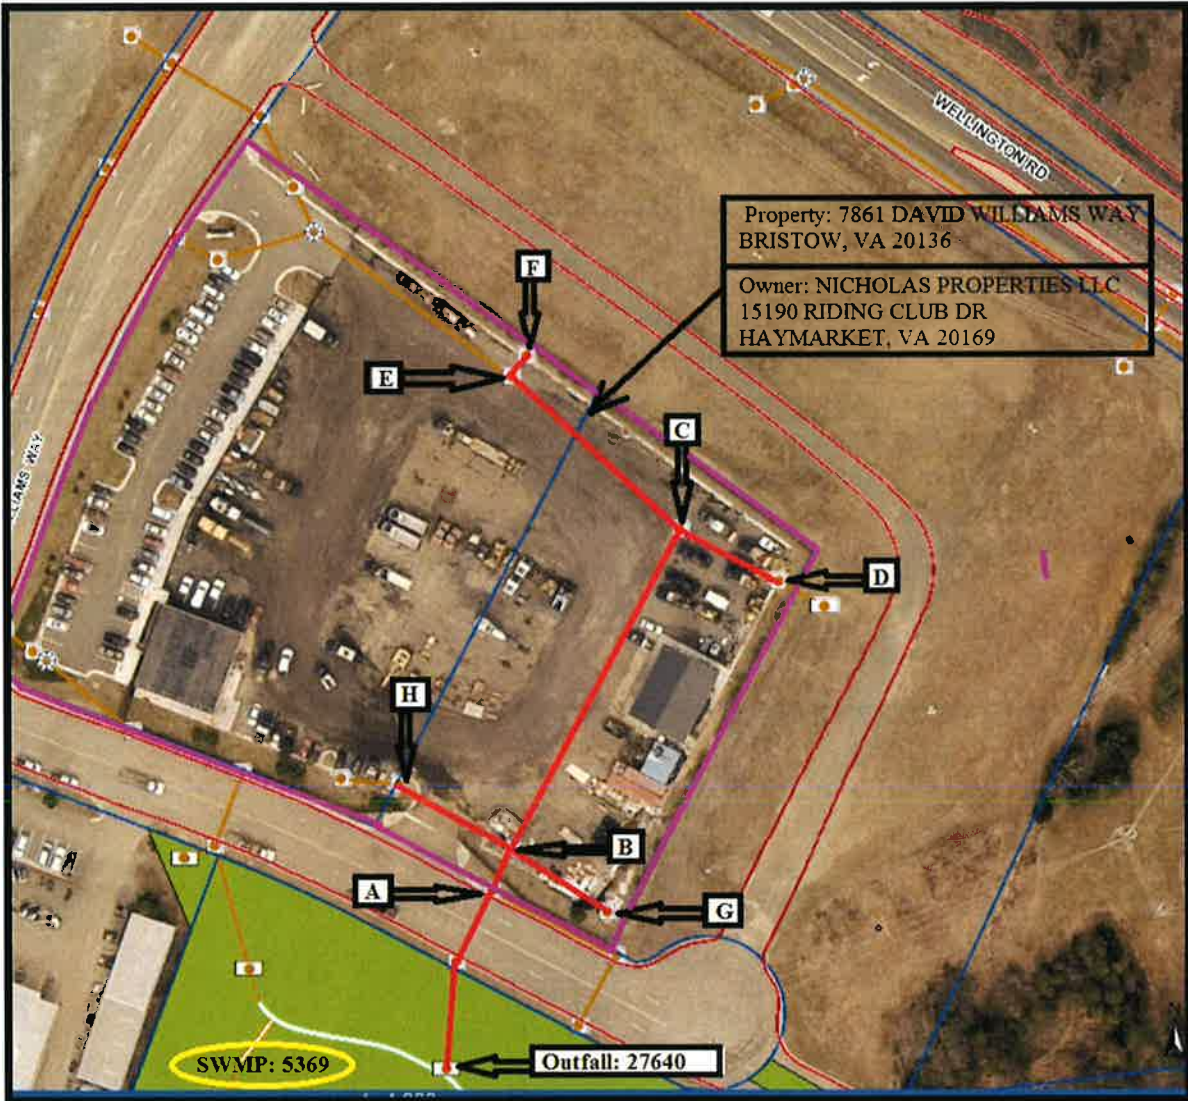 WELLINGTON RD
Property: 7861 DAVID WILLIAMS WAY
BRISTOW, VA 20136
Owner: NICHOLAS PROPERTIES LLC
15190 RIDING CLUB DR
HAYMARKET, VA 20169
F
E
C
LIAMS WAY
D
H
B
A
G
SWMP: 5369
Outfall: 27640